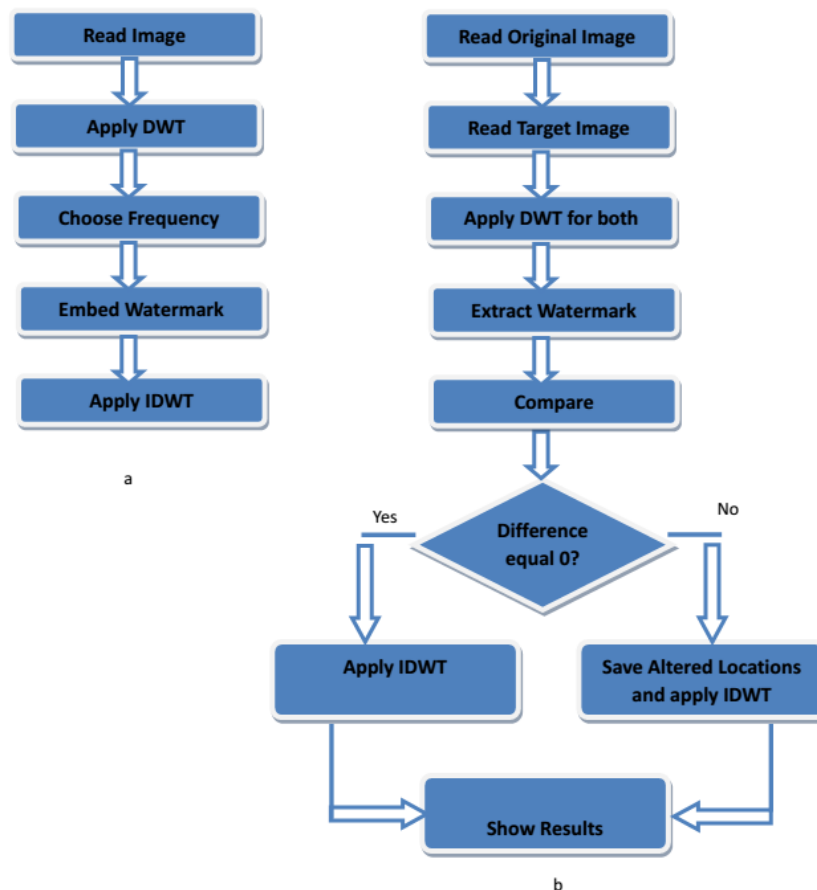 Read Image
Apply DWT
Choose Frequency
Embed Watermark
Apply IDWT
a
Read Original Image
Read Target Image
Apply DWT for both
Extract Watermark
Compare
Difference
equal 0?
Yes
No
Apply IDWT
Save Altered Locations
and apply IDWT
Show Results
b